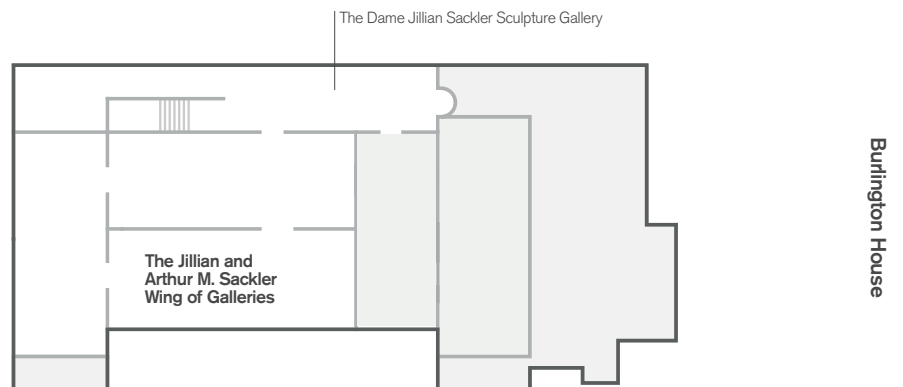 The Dame Jillian Sackler Sculpture Gallery
The Jillian and
Arthur M. Sackler
Wing of Galleries
Burlington House